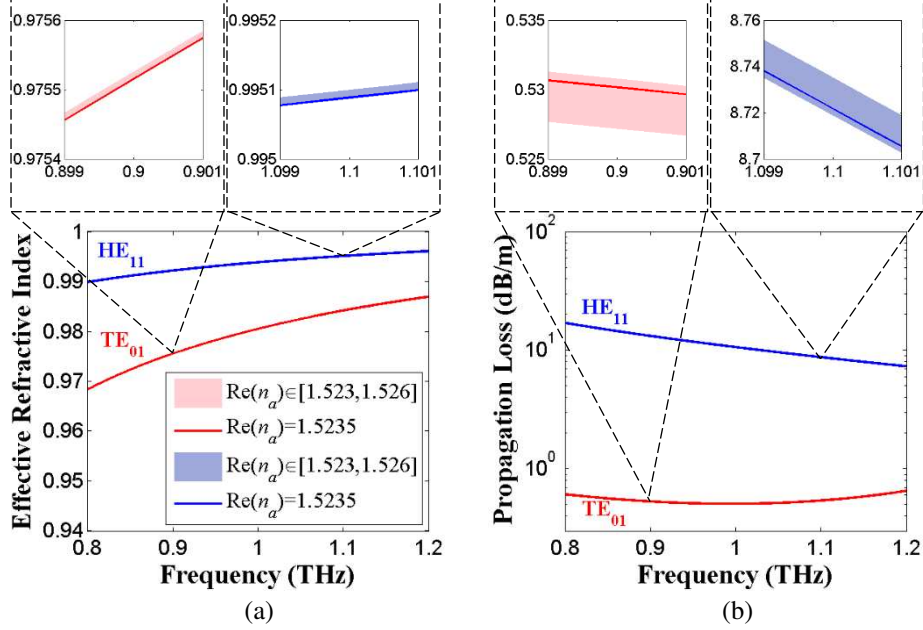 0.9756
0.9755
0.9754
0.899 0.9 0.901
0.9952
0.9951
0.995
1.099 1.1 1.101
0.535
0.53
0.525
0.899 0.9 0.901
8.76
8.74
8.72
8.7
1.099 1.1 1.101
Effective Refractive Index
1
0.99
0.98
0.97
0.96
0.95
0.94
HE11
TE01
Re(na)∈[1.523,1.526]
Re(na)=1.5235
Re(na)∈[1.523,1.526]
Re(na)=1.5235
0.8 0.9 1 1.1 1.2
Frequency (THz)
(a)
Propagation Loss (dB/m)
10^2
10^1
10^0
HE11
TE01
0.8 0.9 1 1.1 1.2
Frequency (THz)
(b)